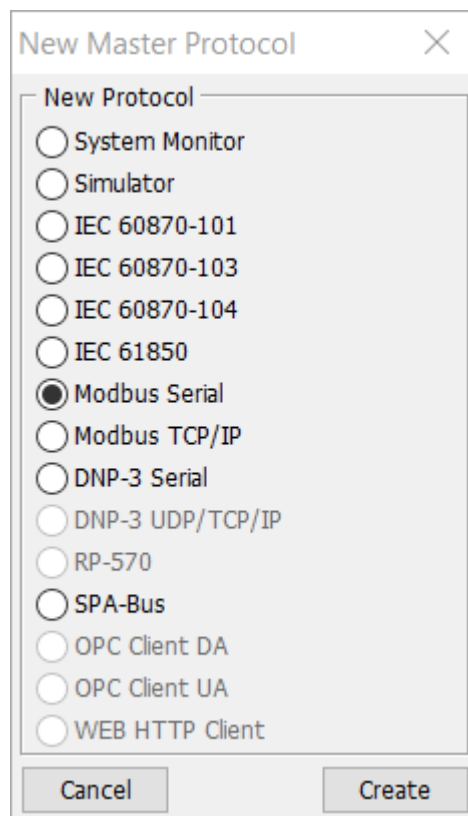 New Master Protocol
New Protocol
System Monitor
Simulator
IEC 60870-101
IEC 60870-103
IEC 60870-104
IEC 61850
Modbus Serial
Modbus TCP/IP
DNP-3 Serial
DNP-3 UDP/TCP/IP
RP-570
SPA-Bus
OPC Client DA
OPC Client UA
WEB HTTP Client
Cancel Create